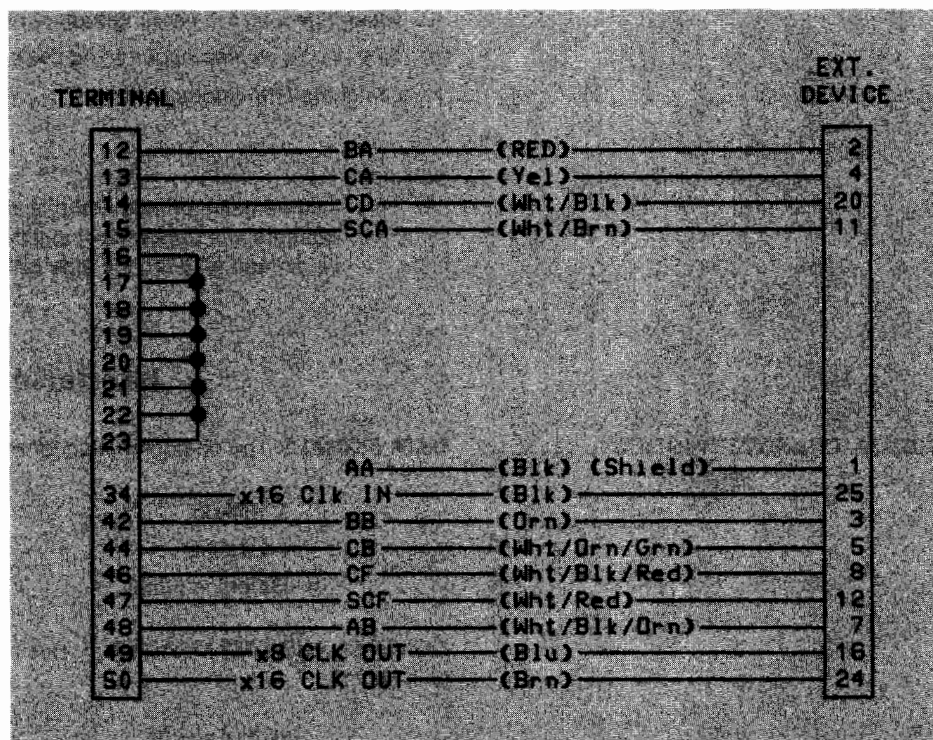 EXT.
TERMINAL DEVICE
12 BA (RED) 2
13 CA (Yel) 4
14 CD (Wht/Blk) 20
15 SCA (Wht/Brn) 11
16
17
18
19
20
21
22
23
AA (Blk) (Shield) 1
34 x16 Clk IN (Blk) 25
42 BB (Orn) 3
44 CB (Wht/Orn/Grn) 5
46 CF (Wht/Blk/Red) 8
47 SCF (Wht/Red) 12
48 AB (Wht/Blk/Orn) 7
49 x8 CLK OUT (Blu) 16
50 x16 CLK OUT (Brn) 24